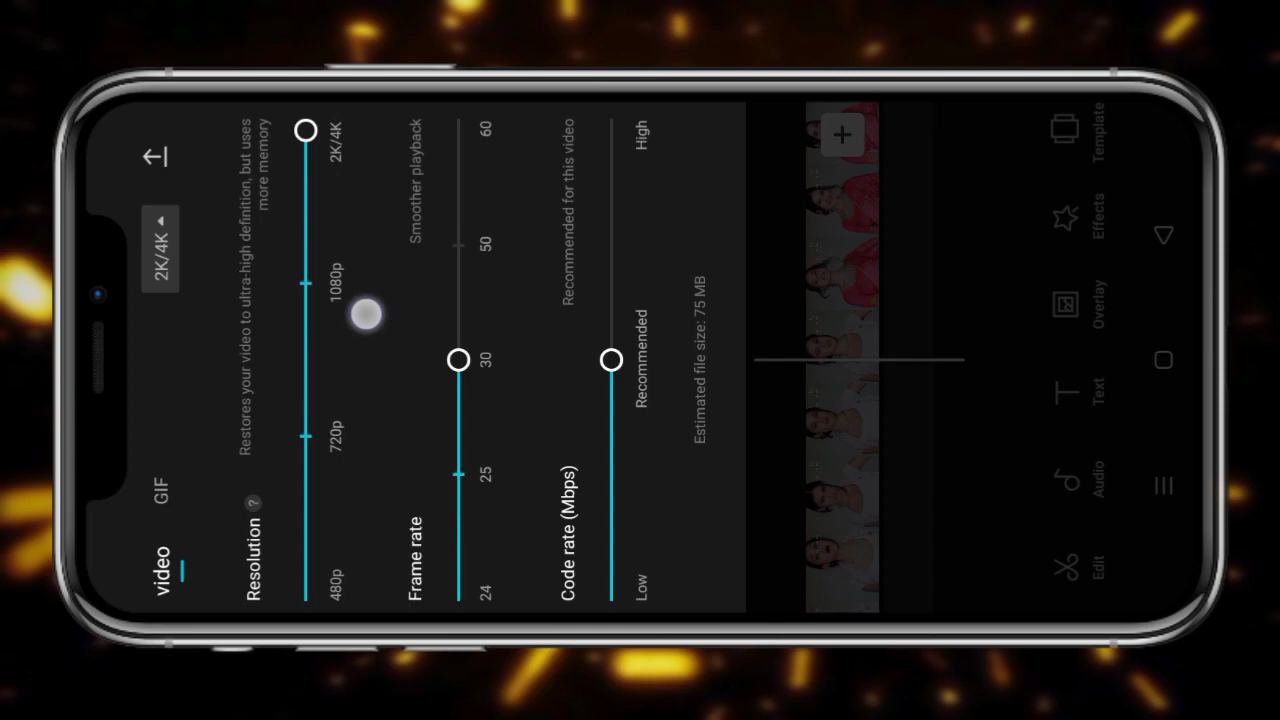 video
GIF
2K/4K
Resolution ?
Restores your video to ultra-high definition, but uses
more memory
480p
720p
1080p
2K/4K
Frame rate
Smoother playback
24
25
30
50
60
Code rate (Mbps)
Recommended for this video
Low
Recommended
High
Estimated file size: 75 MB
Edit
Audio
Text
Overlay
Effects
Template